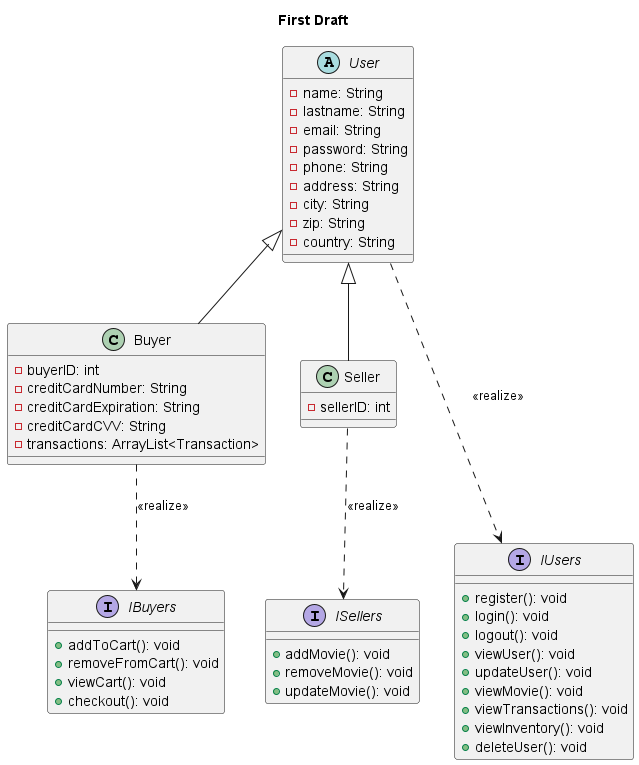 First Draft
A User
name: String
lastname: String
email: String
password: String
phone: String
address: String
city: String
zip: String
country: String
C Buyer
buyerID: int
creditCardNumber: String
creditCardExpiration: String
creditCardCVV: String
transactions: ArrayList<Transaction>
C Seller
sellerID: int
«realize»
«realize»
«realize»
I IBuyers
addToCart(): void
removeFromCart(): void
viewCart(): void
checkout(): void
I ISellers
addMovie(): void
removeMovie(): void
updateMovie(): void
I IUsers
register(): void
login(): void
logout(): void
viewUser(): void
updateUser(): void
viewMovie(): void
viewTransactions(): void
viewInventory(): void
deleteUser(): void